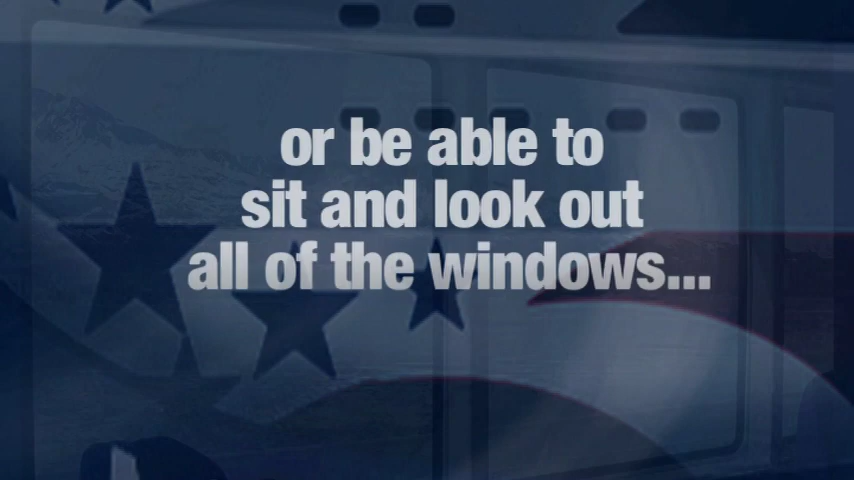 or be able to
sit and look out
all of the windows...